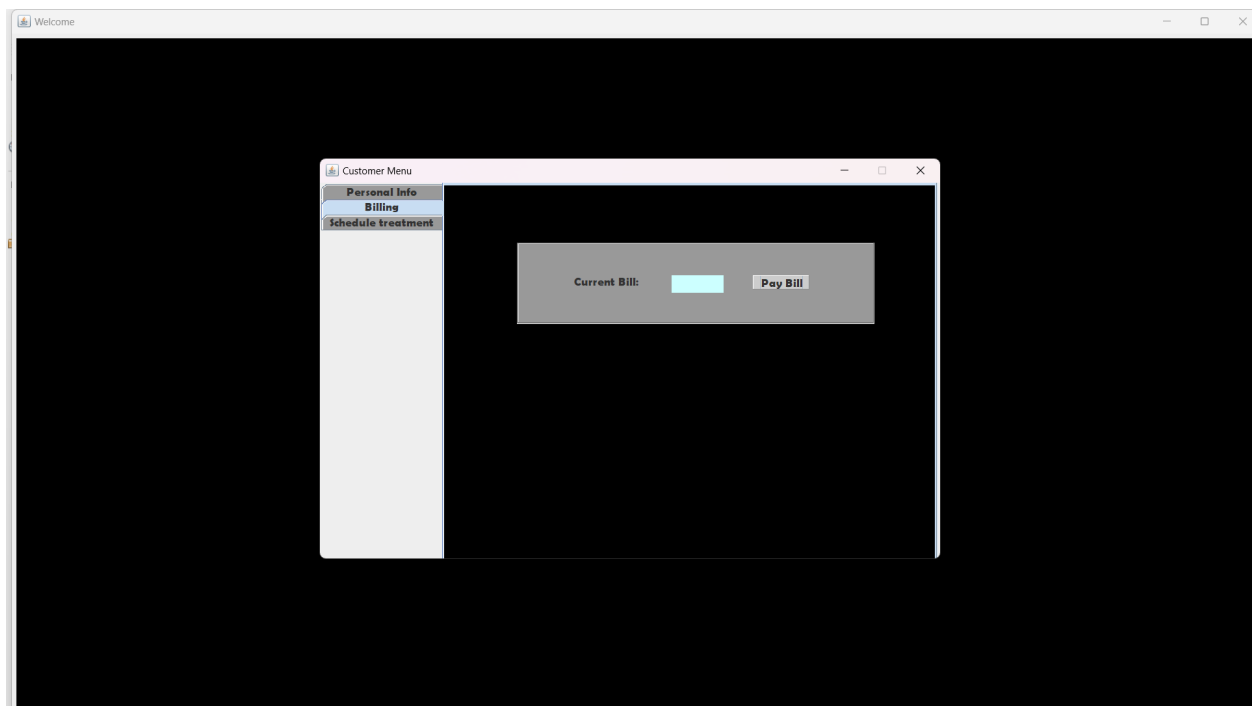 Welcome
Customer Menu
Personal Info
Billing
Schedule treatment
Current Bill:
Pay Bill